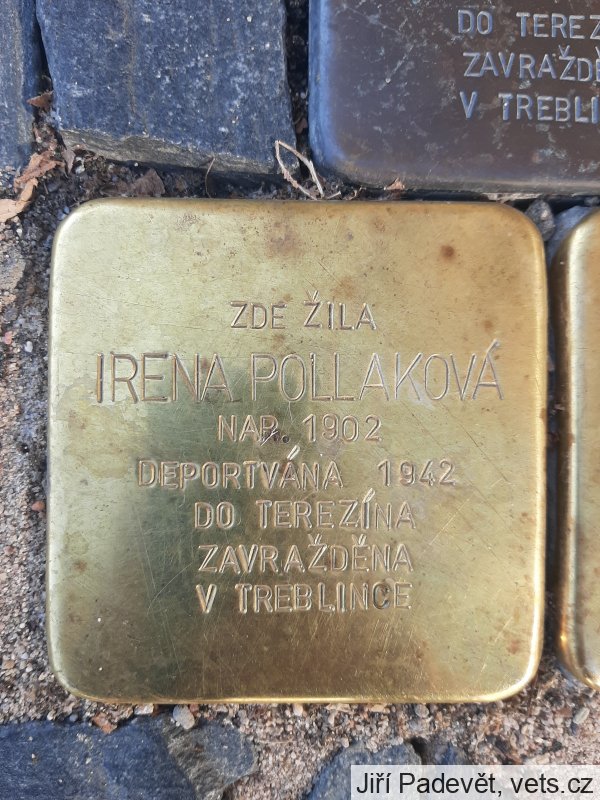 DO TEREZ
ZAVRAŽDĚ
V TREBLI
ZDE ŽILA
IRENA POLLAKOVÁ
NAR. 1902
DEPORTVÁNA 1942
DO TEREZÍNA
ZAVRAŽDĚNA
V TREBLINCE
Jiří Padevět, vets.cz